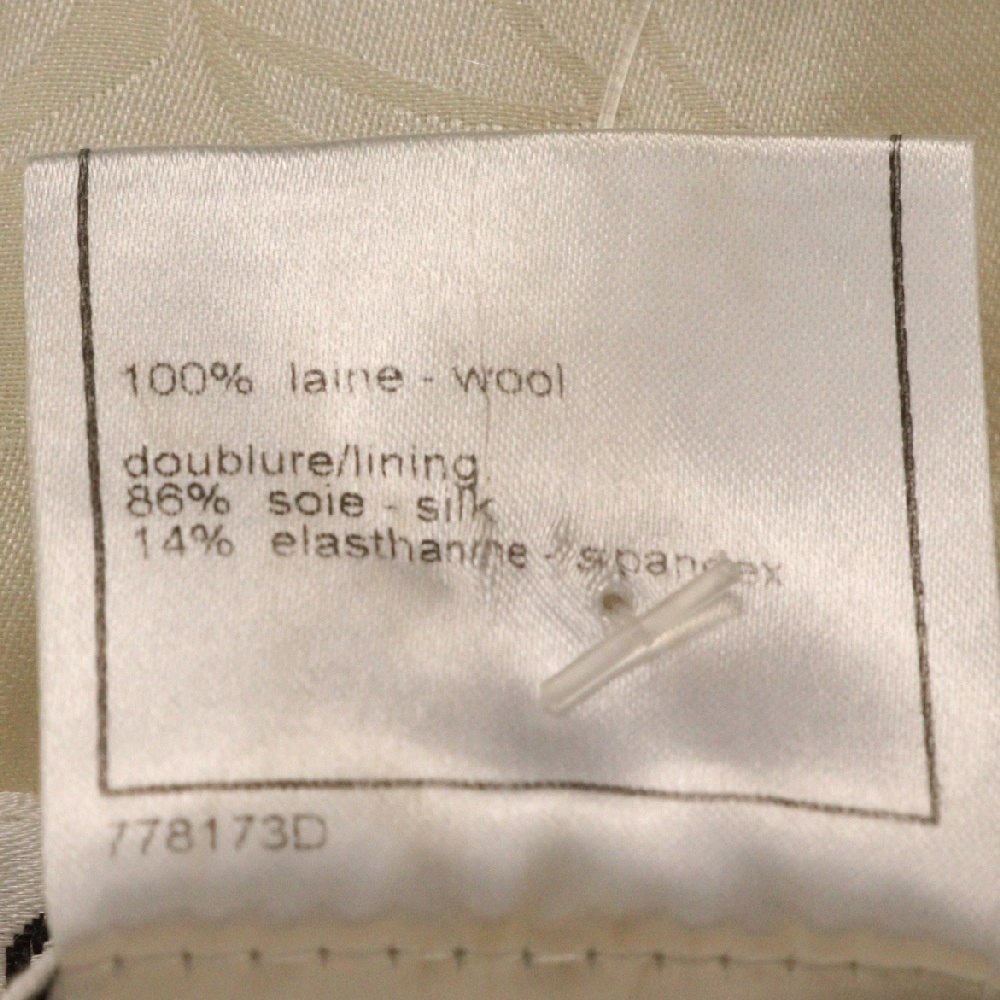 100% laine - wool
doublure/lining
86% soie - silk
14% elasthanne - spandex
778173D